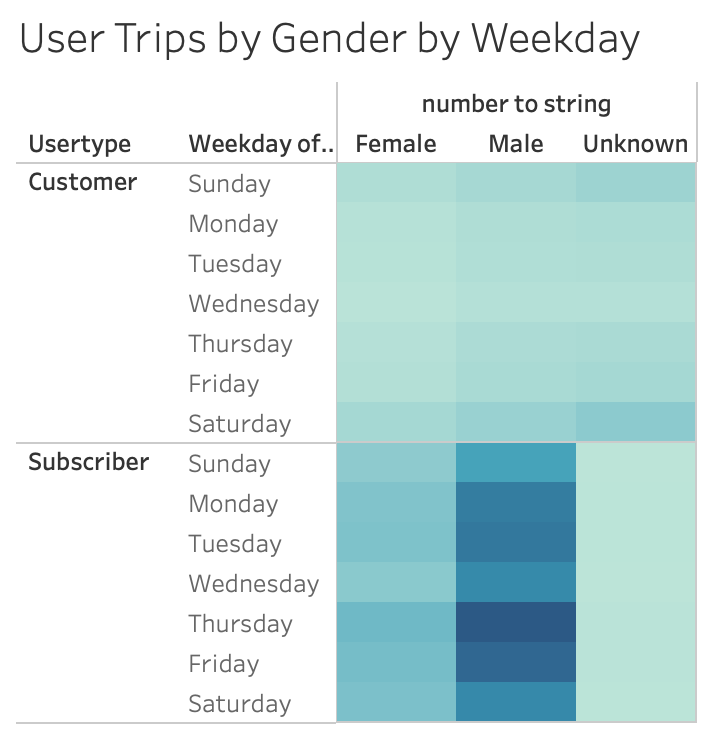 User Trips by Gender by Weekday
number to string
Usertype Weekday of.. Female Male Unknown
Customer Sunday
Monday
Tuesday
Wednesday
Thursday
Friday
Saturday
Subscriber Sunday
Monday
Tuesday
Wednesday
Thursday
Friday
Saturday